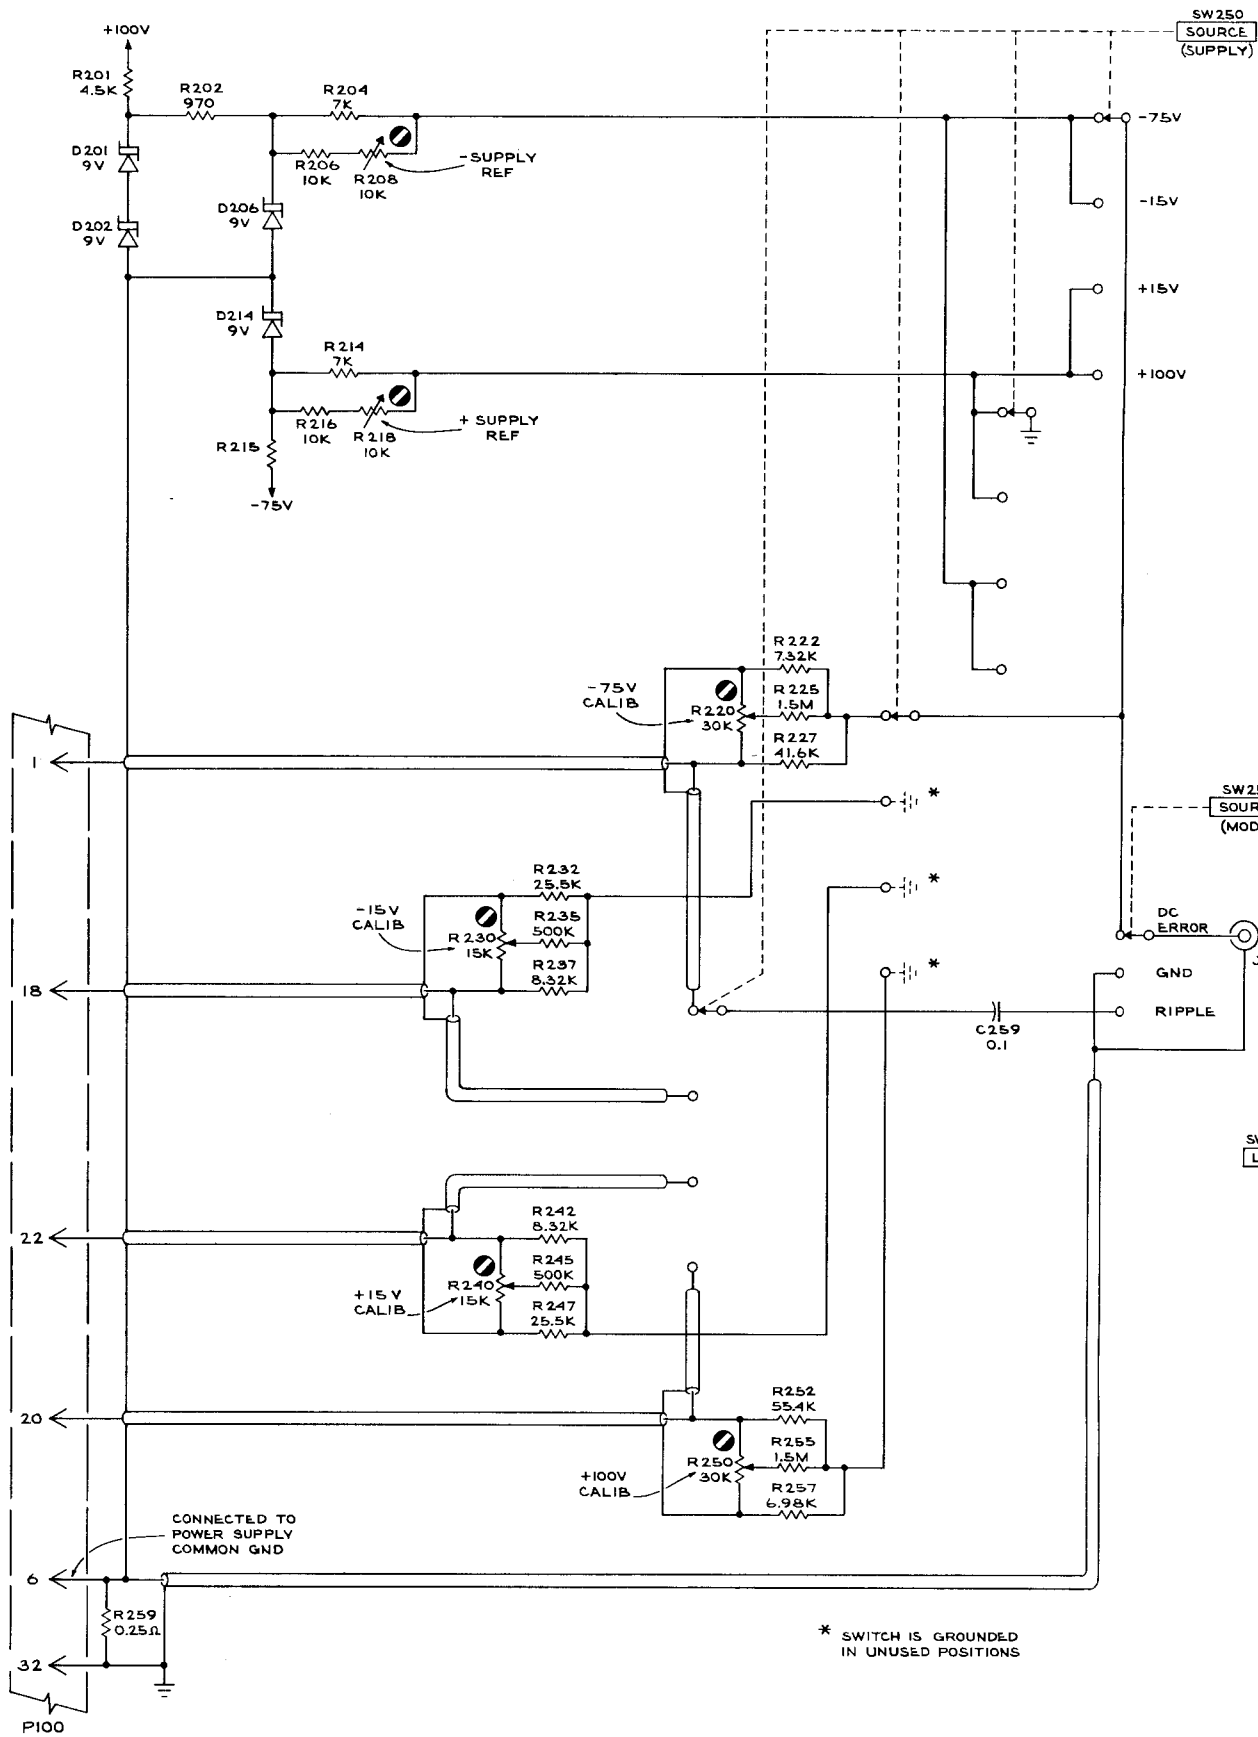 SW250
SOURCE
(SUPPLY)
+100V
R201
4.5K
R202
970
R204
7K
D201
9V
R206
10K
R208
10K
-SUPPLY
REF
-75V
D202
9V
D206
9V
-15V
D214
9V
+15V
R214
7K
+100V
R216
10K
R218
10K
+ SUPPLY
REF
R215
-75V
-75V
CALIB
R222
7.32K
R220
30K
R225
1.5M
R227
41.6K
1
*
*
*
-15V
CALIB
R232
25.5K
R230
15K
R235
500K
R237
8.32K
18
DC
ERROR
GND
RIPPLE
C259
0.1
22
R242
8.32K
R240
15K
R245
500K
R247
25.5K
+15V
CALIB
20
R252
55.4K
R250
30K
R255
1.5M
R257
6.98K
+100V
CALIB
CONNECTED TO
POWER SUPPLY
COMMON GND
6
R259
0.25Ω
32
* SWITCH IS GROUNDED
IN UNUSED POSITIONS
P100